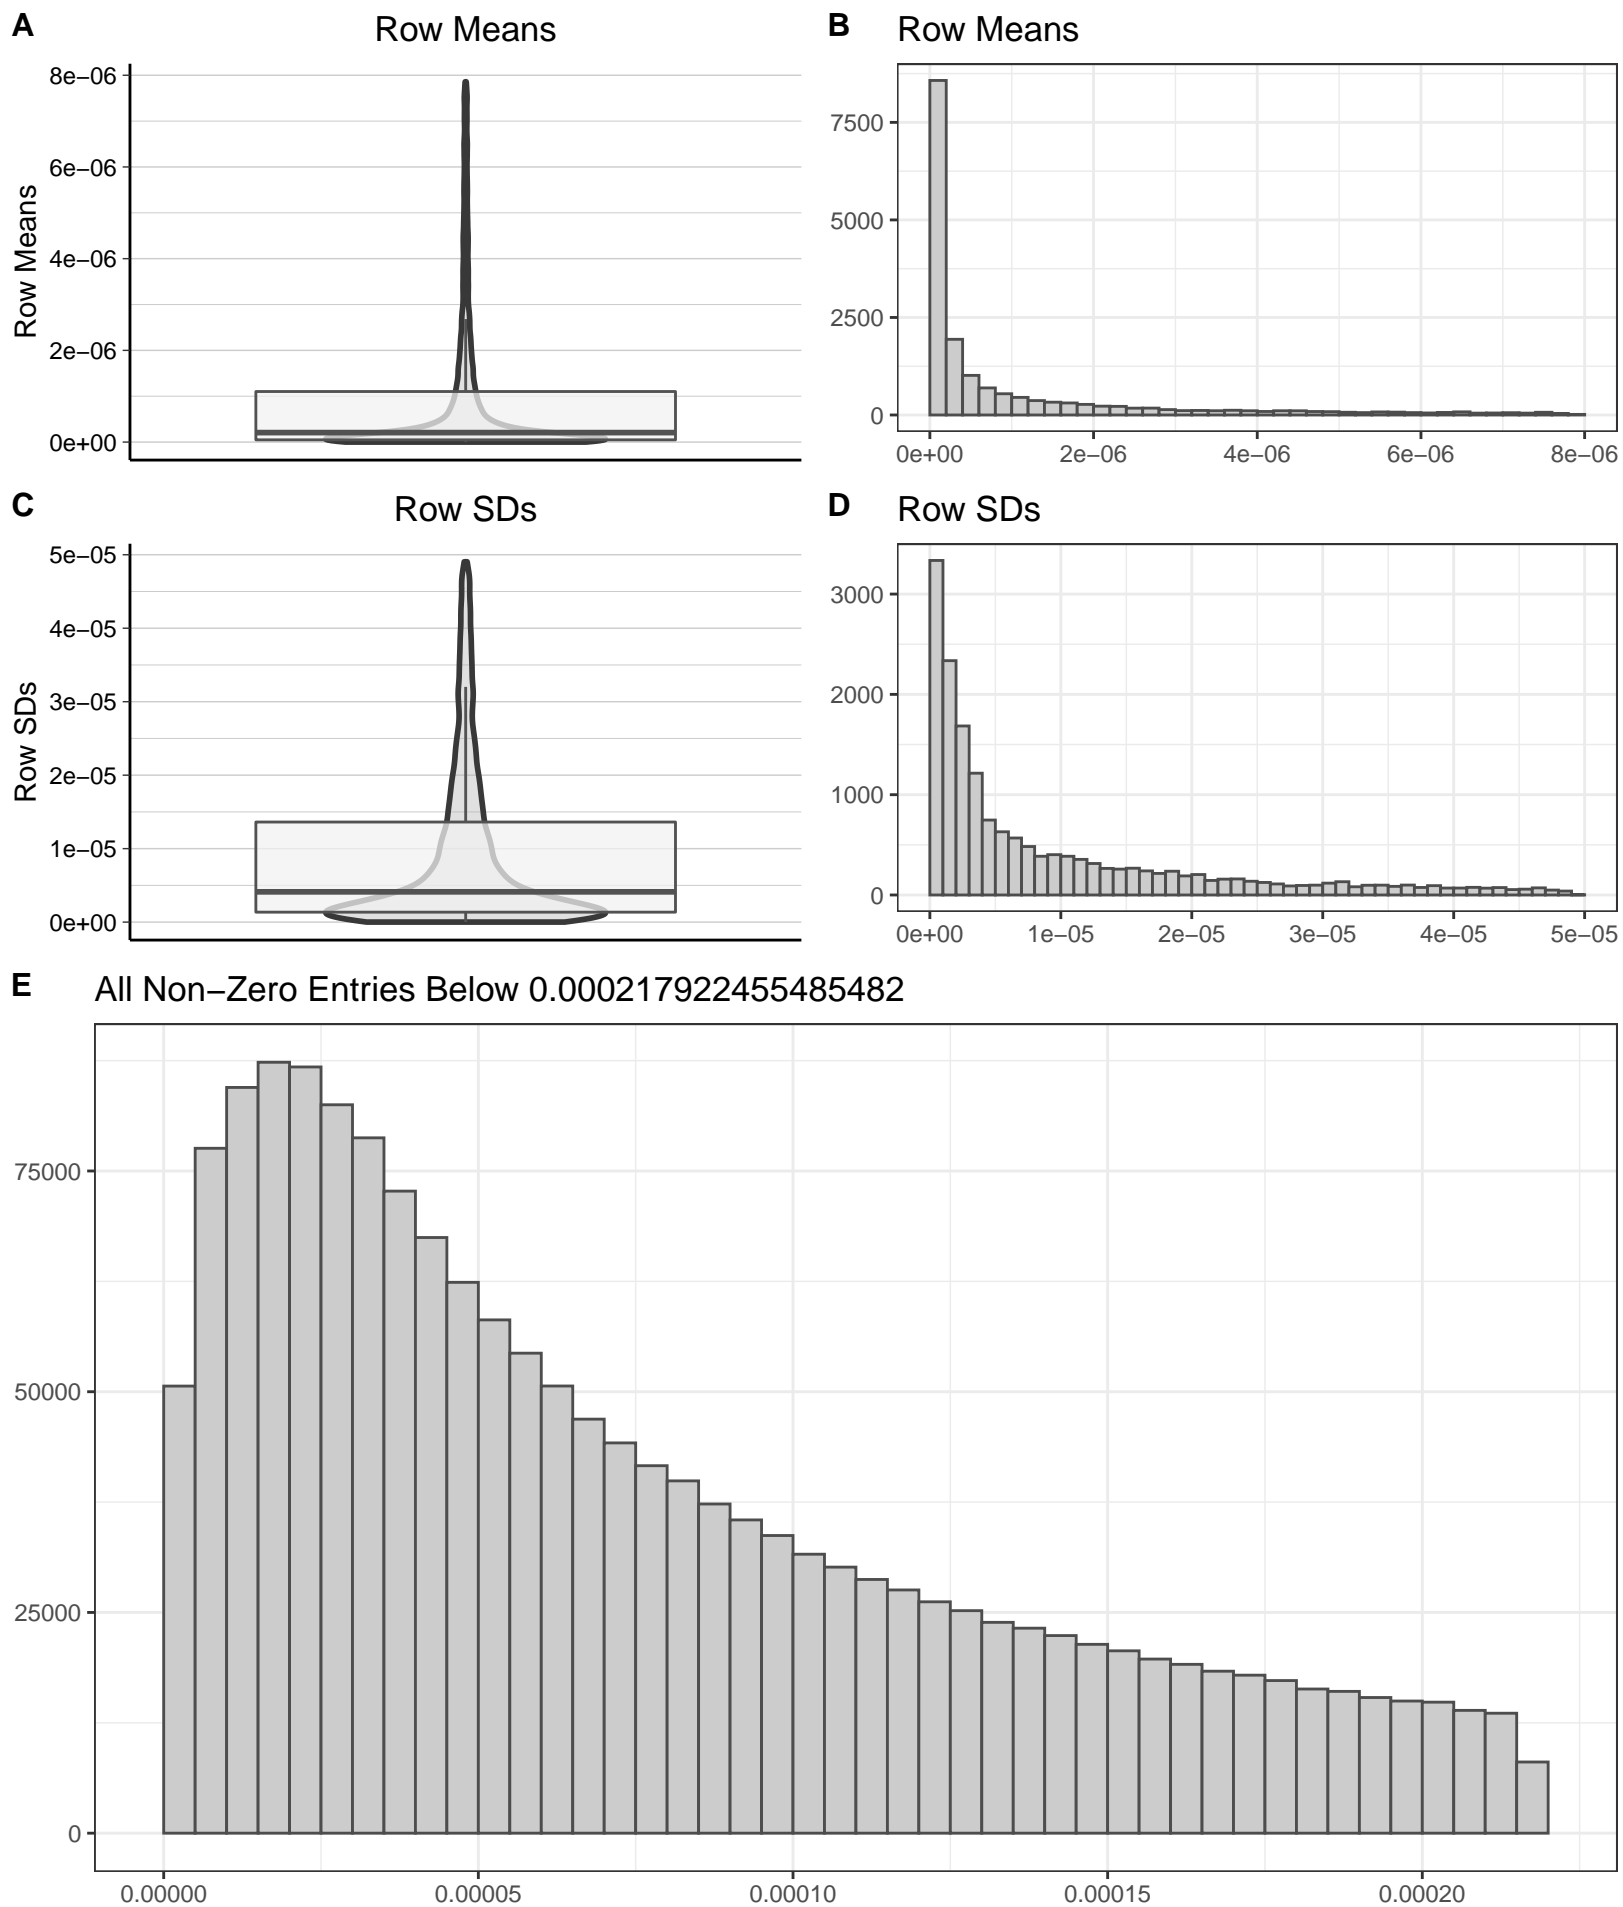 A Row Means
8e−06
6e−06
4e−06
2e−06
0e+00
Row Means
B Row Means
7500
5000
2500
0
0e+00 2e−06 4e−06 6e−06 8e−06
C Row SDs
5e−05
4e−05
3e−05
2e−05
1e−05
0e+00
Row SDs
D Row SDs
3000
2000
1000
0
0e+00 1e−05 2e−05 3e−05 4e−05 5e−05
E All Non−Zero Entries Below 0.000217922455485482
75000
50000
25000
0
0.00000 0.00005 0.00010 0.00015 0.00020